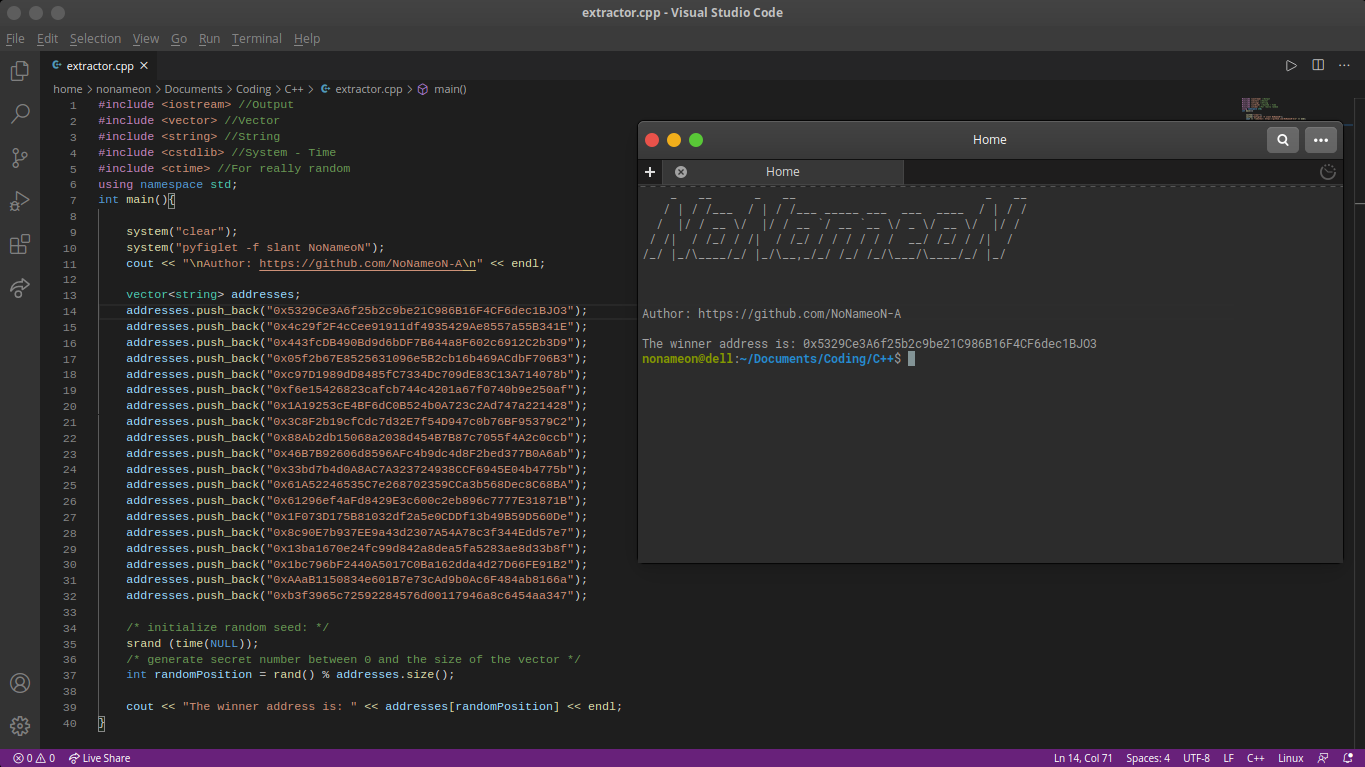 extractor.cpp - Visual Studio Code
File Edit Selection View Go Run Terminal Help
extractor.cpp
home > nonameon > Documents > Coding > C++ > extractor.cpp > main()
1 #include <iostream> //Output
2 #include <vector> //Vector
3 #include <string> //String
4 #include <cstdlib> //System - Time
5 #include <ctime> //For really random
6 using namespace std;
7 int main(){
8
9 system("clear");
10 system("pyfiglet -f slant NoNameoN");
11 cout << "\nAuthor: https://github.com/NoNameoN-A\n" << endl;
12
13 vector<string> addresses;
14 addresses.push_back("0x5329Ce3A6f25b2c9be21C986B16F4CF6dec1BJO3");
15 addresses.push_back("0x4c29f2F4cCee91911df4935429Ae8557a55B341E");
16 addresses.push_back("0x443fcDB490Bd9d6bDF7B644a8F602c6912C2b3D9");
17 addresses.push_back("0x05f2b67E8525631096e5B2cb16b469ACdbF706B3");
18 addresses.push_back("0xc97D1989dD8485fC7334Dc709dE83C13A714078b");
19 addresses.push_back("0xf6e15426823cafcb744c4201a67f0740b9e250af");
20 addresses.push_back("0x1A19253cE4BF6dC0B524b0A723c2Ad747a221428");
21 addresses.push_back("0x3C8F2b19cfCdc7d32E7f54D947c0b76BF95379C2");
22 addresses.push_back("0x88Ab2db15068a2038d454B7B87c7055f4A2c0ccb");
23 addresses.push_back("0x46B7B92606d8596AFc4b9dc4d8F2bed377B0A6ab");
24 addresses.push_back("0x33bd7b4d0A8AC7A323724938CCF6945E04b4775b");
25 addresses.push_back("0x61A52246535C7e268702359CCa3b568Dec8C68BA");
26 addresses.push_back("0x61296ef4aFd8429E3c600c2eb896c7777E31871B");
27 addresses.push_back("0x1F073D175B81032df2a5e0CDDf13b49B59D560De");
28 addresses.push_back("0x8c90E7b937EE9a43d2307A54A78c3f344Edd57e7");
29 addresses.push_back("0x13ba1670e24fc99d842a8dea5fa5283ae8d33b8f");
30 addresses.push_back("0x1bc796bF2440A5017C0Ba162dda4d27D66FE91B2");
31 addresses.push_back("0xAAaB1150834e601B7e73cAd9b0Ac6F484ab8166a");
32 addresses.push_back("0xb3f3965c72592284576d00117946a8c6454aa347");
33
34 /* initialize random seed: */
35 srand (time(NULL));
36 /* generate secret number between 0 and the size of the vector */
37 int randomPosition = rand() % addresses.size();
38
39 cout << "The winner address is: " << addresses[randomPosition] << endl;
40 }
Home
Home
NoNameoN
Author: https://github.com/NoNameoN-A
The winner address is: 0x5329Ce3A6f25b2c9be21C986B16F4CF6dec1BJO3
nonameon@dell:~/Documents/Coding/C++$
0 0 Live Share Ln 14, Col 71 Spaces: 4 UTF-8 LF C++ Linux